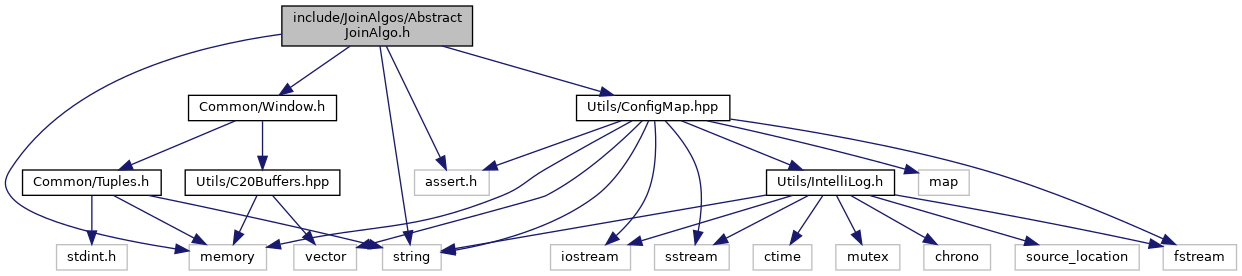 include/JoinAlgos/Abstract
JoinAlgo.h
Common/Window.h
Utils/ConfigMap.hpp
Common/Tuples.h
Utils/C20Buffers.hpp
assert.h
Utils/IntelliLog.h
map
stdint.h
memory
vector
string
iostream
sstream
ctime
mutex
chrono
source_location
fstream